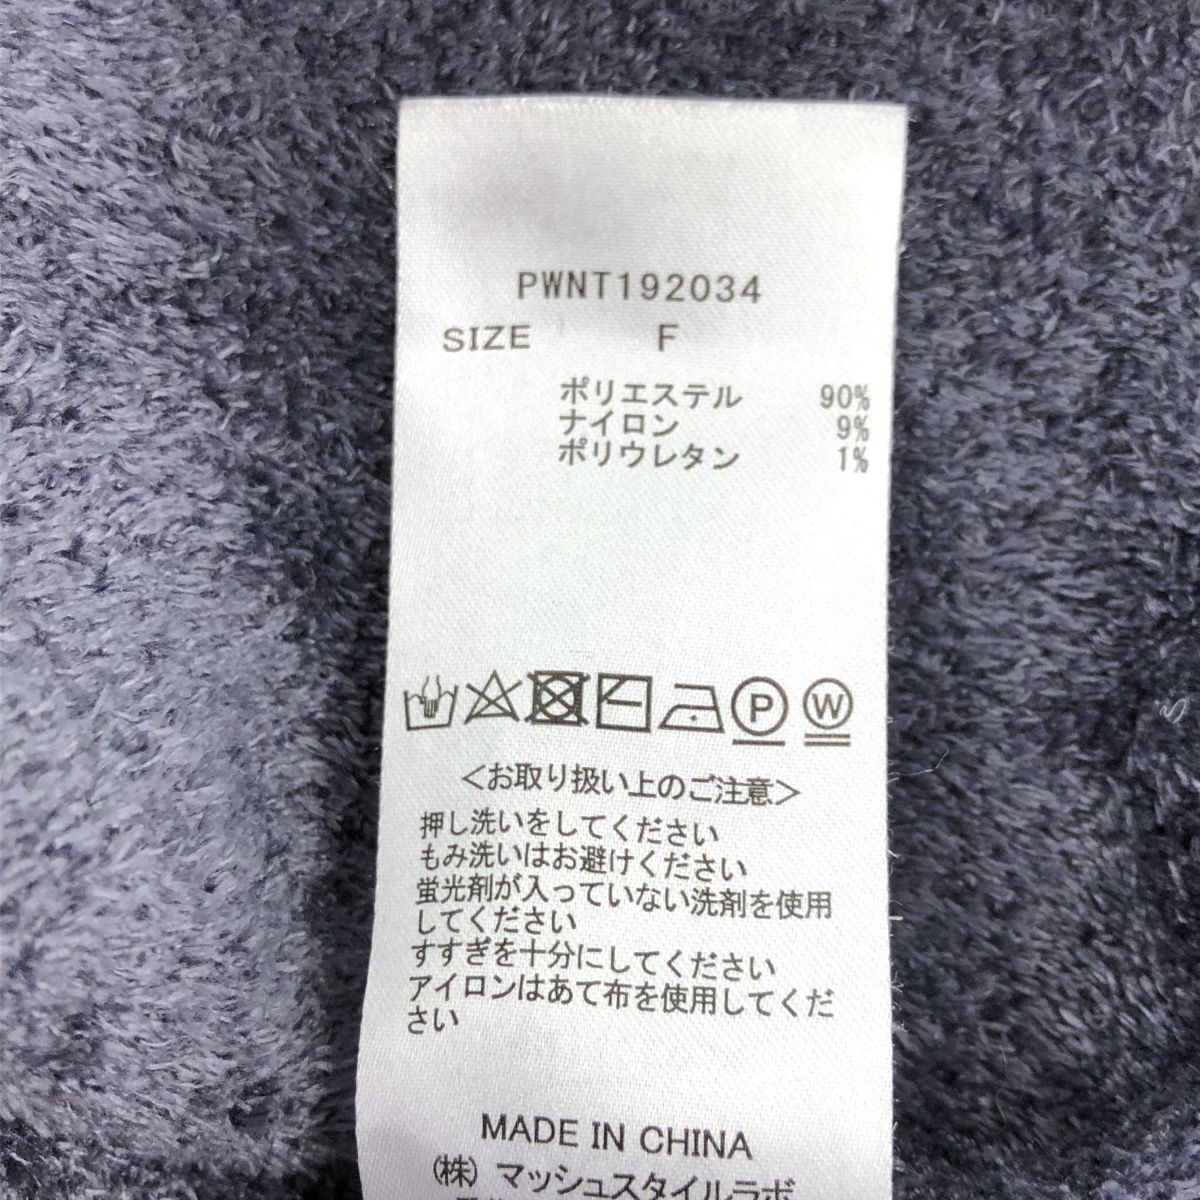 PWNT192034
SIZE F
ポリエステル 90%
ナイロン 9%
ポリウレタン 1%
P W
＜お取り扱い上のご注意＞
押し洗いをしてください
もみ洗いはお避けください
蛍光剤が入っていない洗剤を使用
してください
すすぎを十分にしてください
アイロンはあて布を使用してくだ
さい
MADE IN CHINA
(株) マッシュスタイルラボ